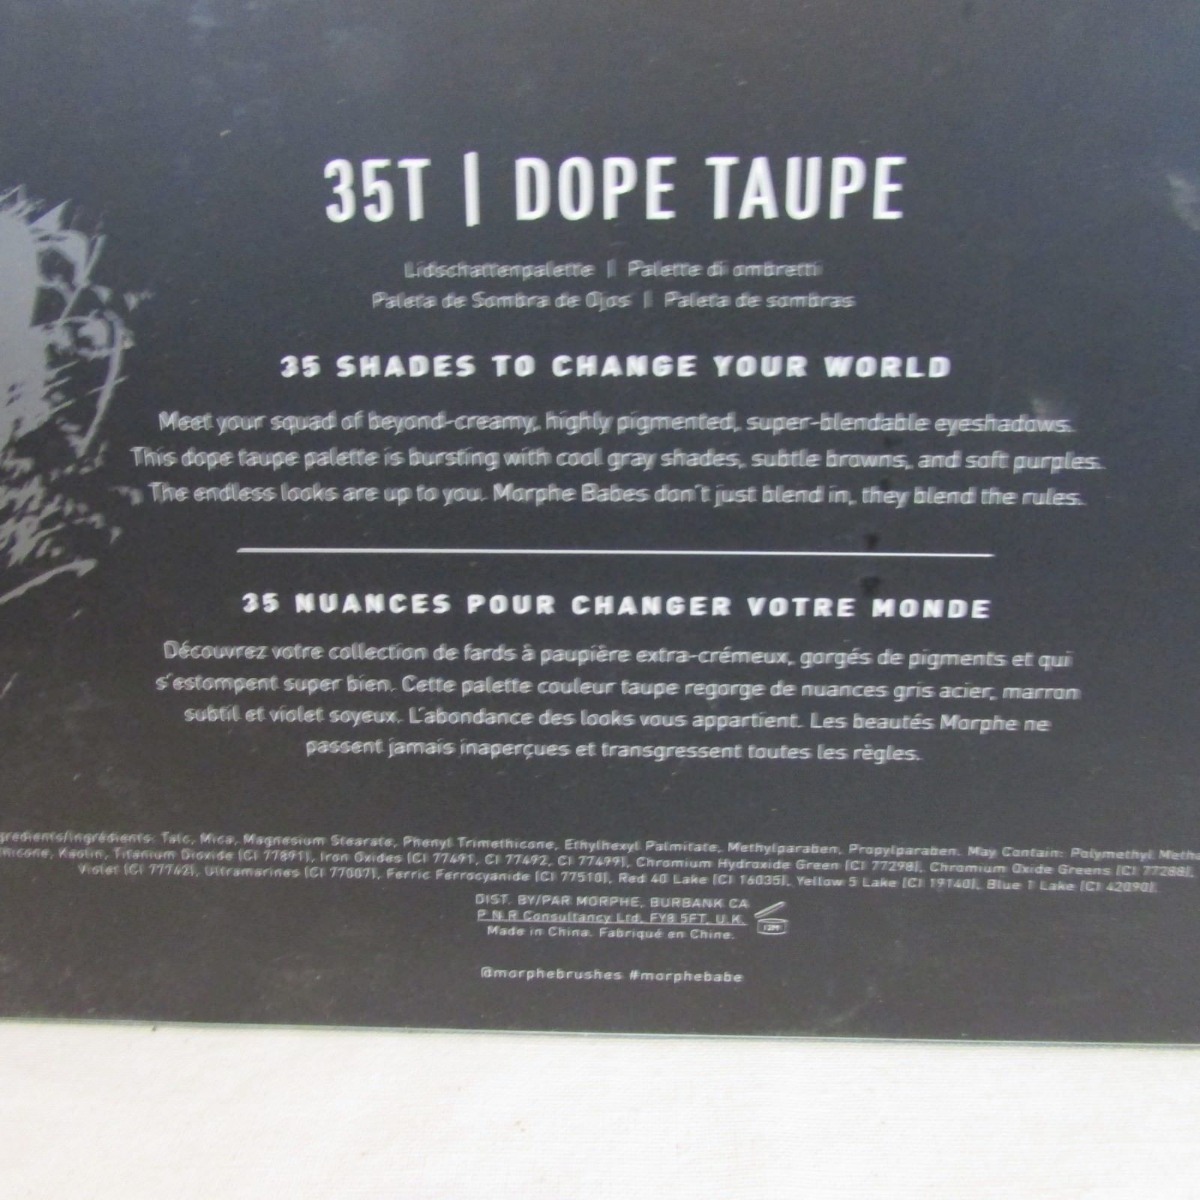 35T | DOPE TAUPE
Lidschattenpalette | Palette di ombretti
Paleta de Sombra de Ojos | Paleta de sombras
35 SHADES TO CHANGE YOUR WORLD
Meet your squad of beyond-creamy, highly pigmented, super-blendable eyeshadows.
This dope taupe palette is bursting with cool gray shades, subtle browns, and soft purples.
The endless looks are up to you. Morphe Babes don't just blend in, they blend the rules.
35 NUANCES POUR CHANGER VOTRE MONDE
Découvrez votre collection de fards à paupière extra-crémeux, gorgés de pigments et qui
s'estompent super bien. Cette palette couleur taupe regorge de nuances gris acier, marron
subtil et violet soyeux. L'abondance des looks vous appartient. Les beautés Morphe ne
passent jamais inaperçues et transgressent toutes les règles.
gredients/Ingrédients: Talc, Mica, Magnesium Stearate, Phenyl Trimethicone, Ethylhexyl Palmitate, Methylparaben, Propylparaben. May Contain: Polymethyl Meth
hicone, Kaolin, Titanium Dioxide (CI 77891), Iron Oxides (CI 77491, CI 77492, CI 77499), Chromium Hydroxide Green (CI 77298), Chromium Oxide Greens (CI 77288),
Violet (CI 77742), Ultramarines (CI 77007), Ferric Ferrocyanide (CI 77510), Red 40 Lake (CI 16035), Yellow 5 Lake (CI 19140), Blue 1 Lake (CI 42090).
DIST. BY/PAR MORPHE, BURBANK CA
P N R Consultancy Ltd, FY8 5FT, U.K.
12M
Made in China. Fabriqué en Chine.
@morphebrushes #morphebabe